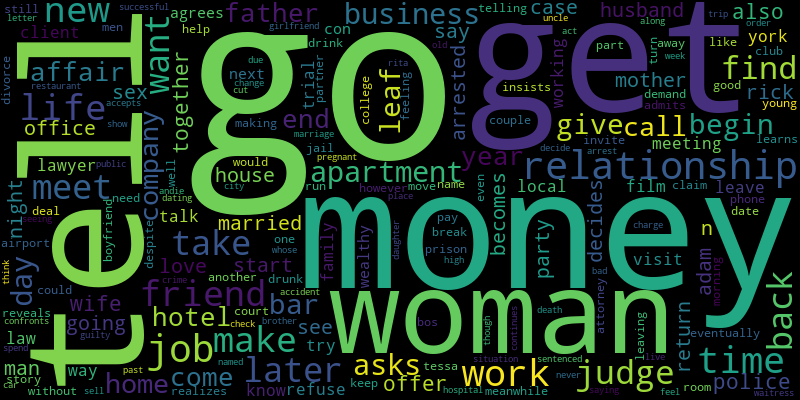 still
letter
trip
agrees
telling
case
also
new
father
business
husband
client
men
successful
girlfriend
uncle
along
order
help
drink
con
say
act
old
part
turn
away
like
york
club
divorce
tell
go
get
want
affair
sex
together
due
next
change
cut
trial
partner
college
rita
feeling
leaf
arrested
insists
working
couple
mother
week
rick
find
demand
good
admits
young
restaurant
accepts
life
office
show
company
making
end
jail
marriage
give
call
begin
meeting
learns
lawyer
public
well
would
house
pregnant
apartment
year
invite
decide
arrest
relationship
meet
night
deal
need
boyfriend
andie
dating
city
run
however
move
name
place
even
local
film
claim
leave
phone
date
despite
talk
married
money
seeing
airport
day
could
take
one
whose
family
wealthy
daughter
pay
break
prison
high
becomes
party
decides
charge
visit
n
adam
morning
back
think
love
start
another
drunk
crime
friend
accident
woman
bos
though
continues
death
attorney
bad
leaving
return
time
eventually
reveals
confronts
wife
going
hotel
court
bar
check
brother
law
guilty
job
make
see
try
man
spend
way
past
named
later
asks
tessa
situation
sentenced
work
never
live
judge
police
story
car
without
sell
home
come
realizes
know
refuse
keep
offer
hospital
meanwhile
saying
feel
room
waitress